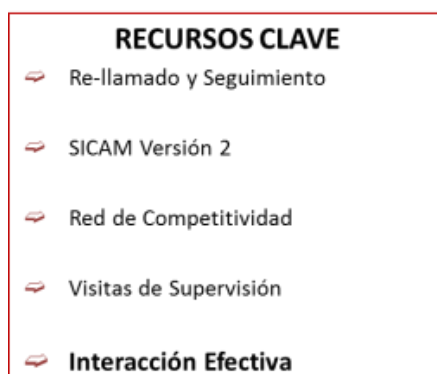 RECURSOS CLAVE
Re-llamado y Seguimiento
SICAM Versión 2
Red de Competitividad
Visitas de Supervisión
Interacción Efectiva